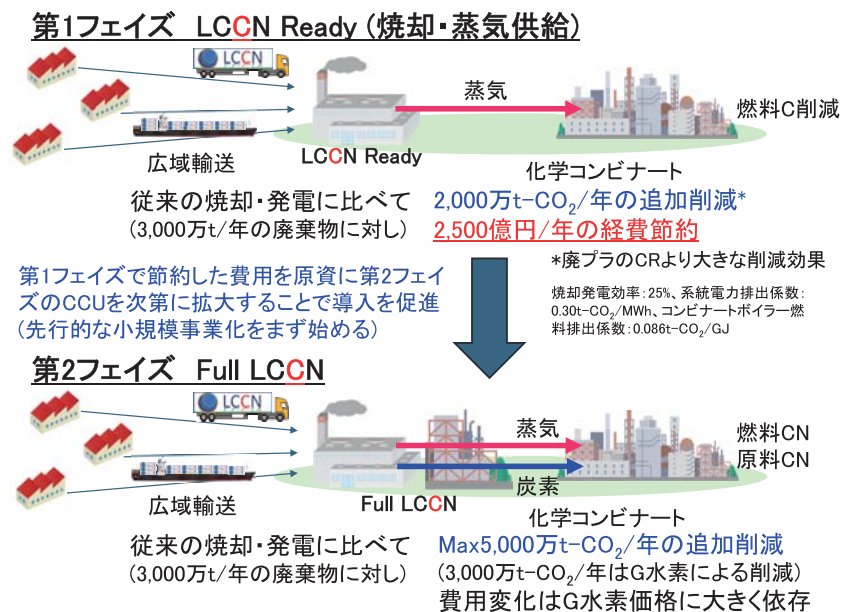 第1フェイズ LCCN Ready (焼却・蒸気供給)
LCCN
蒸気
燃料C削減
広域輸送
LCCN Ready
化学コンビナート
従来の焼却・発電に比べて
(3,000万t/年の廃棄物に対し)
2,000万t-CO₂/年の追加削減*
2,500億円/年の経費節約
*廃プラのCRより大きな削減効果
第1フェイズで節約した費用を原資に第2フェイ
ズのCCUを次第に拡大することで導入を促進
(先行的な小規模事業化をまず始める)
焼却発電効率:25%、系統電力排出係数:
0.30t-CO₂/MWh、コンビナートボイラー燃
料排出係数:0.086t-CO₂/GJ
第2フェイズ Full LCCN
LCCN
蒸気
燃料CN
原料CN
炭素
広域輸送
Full LCCN
化学コンビナート
従来の焼却・発電に比べて
(3,000万t/年の廃棄物に対し)
Max5,000万t-CO₂/年の追加削減
(3,000万t-CO₂/年はG水素による削減)
費用変化はG水素価格に大きく依存